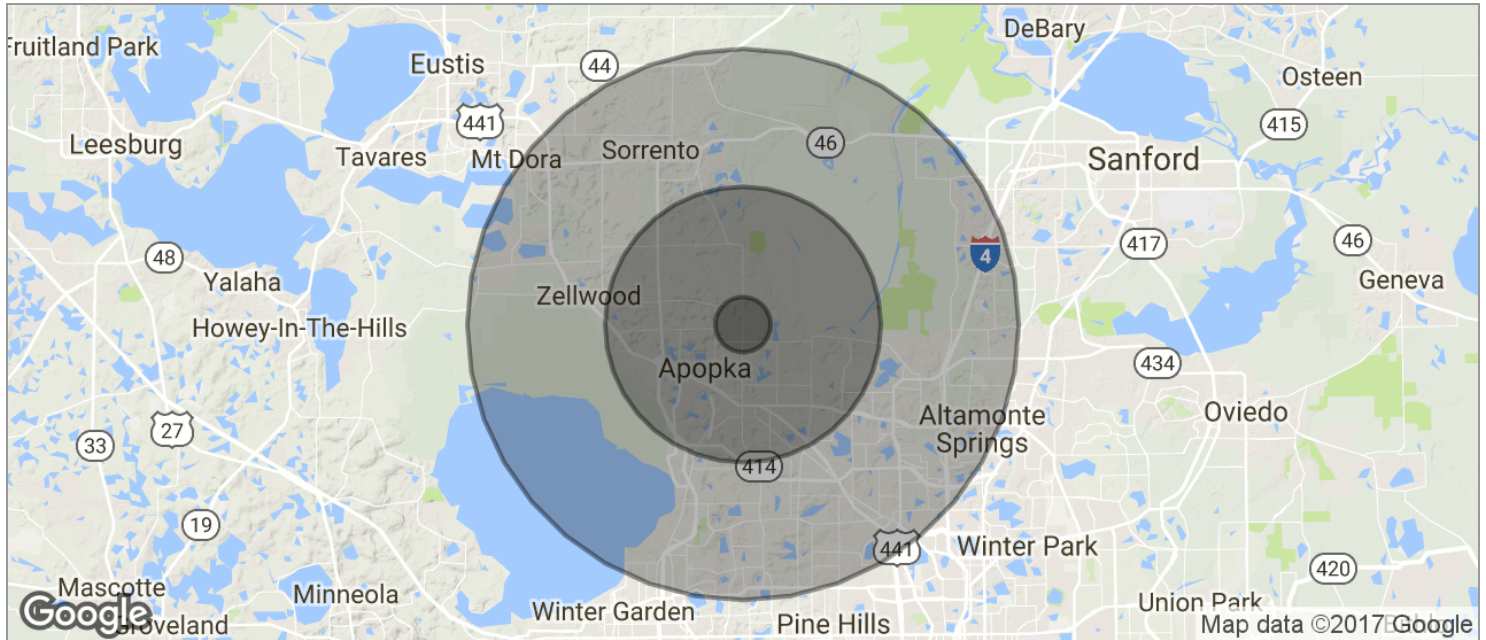 DeBary
Fruitland Park
Eustis
44
Osteen
441
415
Leesburg
Tavares
Mt Dora
Sorrento
46
Sanford
417
46
48
4
Yalaha
Geneva
Zellwood
Howey-In-The-Hills
434
Apopka
Altamonte
Springs
Oviedo
27
33
414
19
441
Winter Park
420
Mascotte
Minneola
Winter Garden
Pine Hills
Union Park
Google
Groveland
Map data ©2017 Google